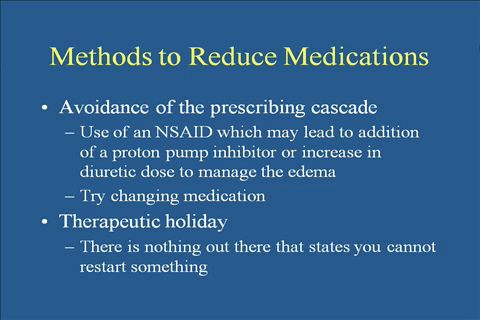 Methods to Reduce Medications
• Avoidance of the prescribing cascade
– Use of an NSAID which may lead to addition
of a proton pump inhibitor or increase in
diuretic dose to manage the edema
– Try changing medication
• Therapeutic holiday
– There is nothing out there that states you cannot
restart something